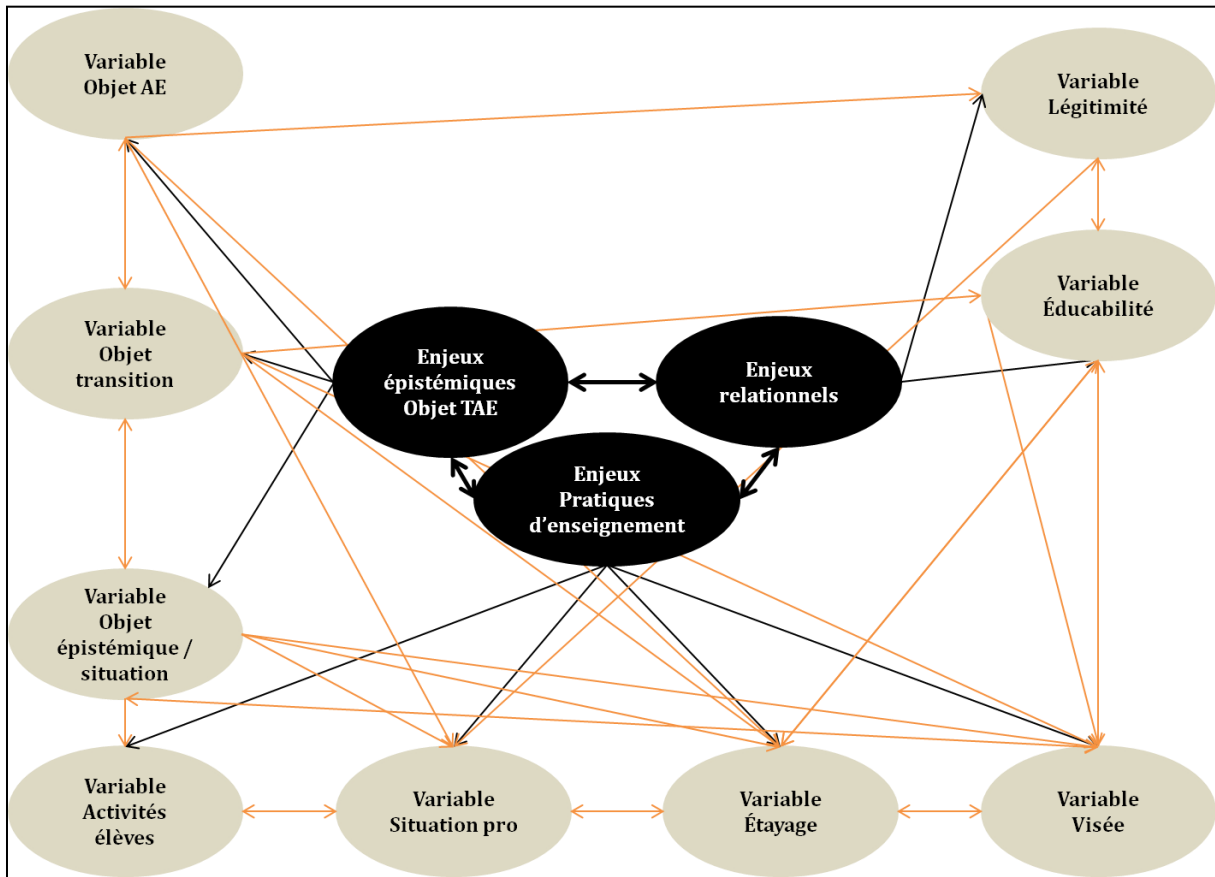 Variable
Objet AE
Variable
Légitimité
Variable
Objet
transition
Variable
Éducabilité
Enjeux
épistémiques
Objet TAE
Enjeux
relationnels
Enjeux
Pratiques
d’enseignement
Variable
Objet
épistémique /
situation
Variable
Activités
élèves
Variable
Situation pro
Variable
Étayage
Variable
Visée